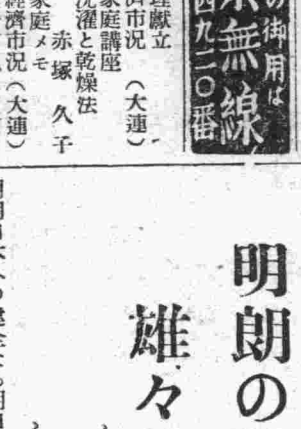 の御用は
無線
四九二〇番
献立
済市況（大連）
家庭講座
洗濯と乾燥法
赤塚久子
家庭メモ
経済市況（大連）
明朗の
雄々